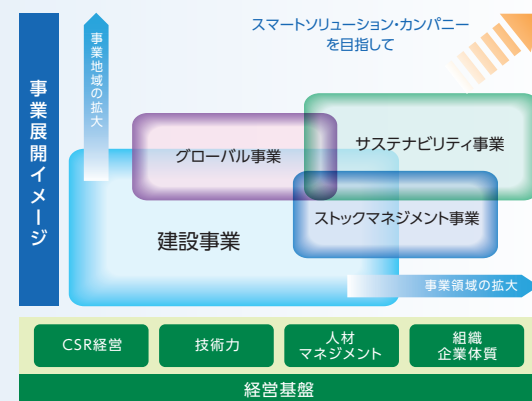 スマートソリューション・カンパニー
を目指して
事業展開イメージ
事業地域の拡大
グローバル事業
サステナビリティ事業
ストックマネジメント事業
建設事業
事業領域の拡大
CSR経営
技術力
人材
マネジメント
組織
企業体質
経営基盤